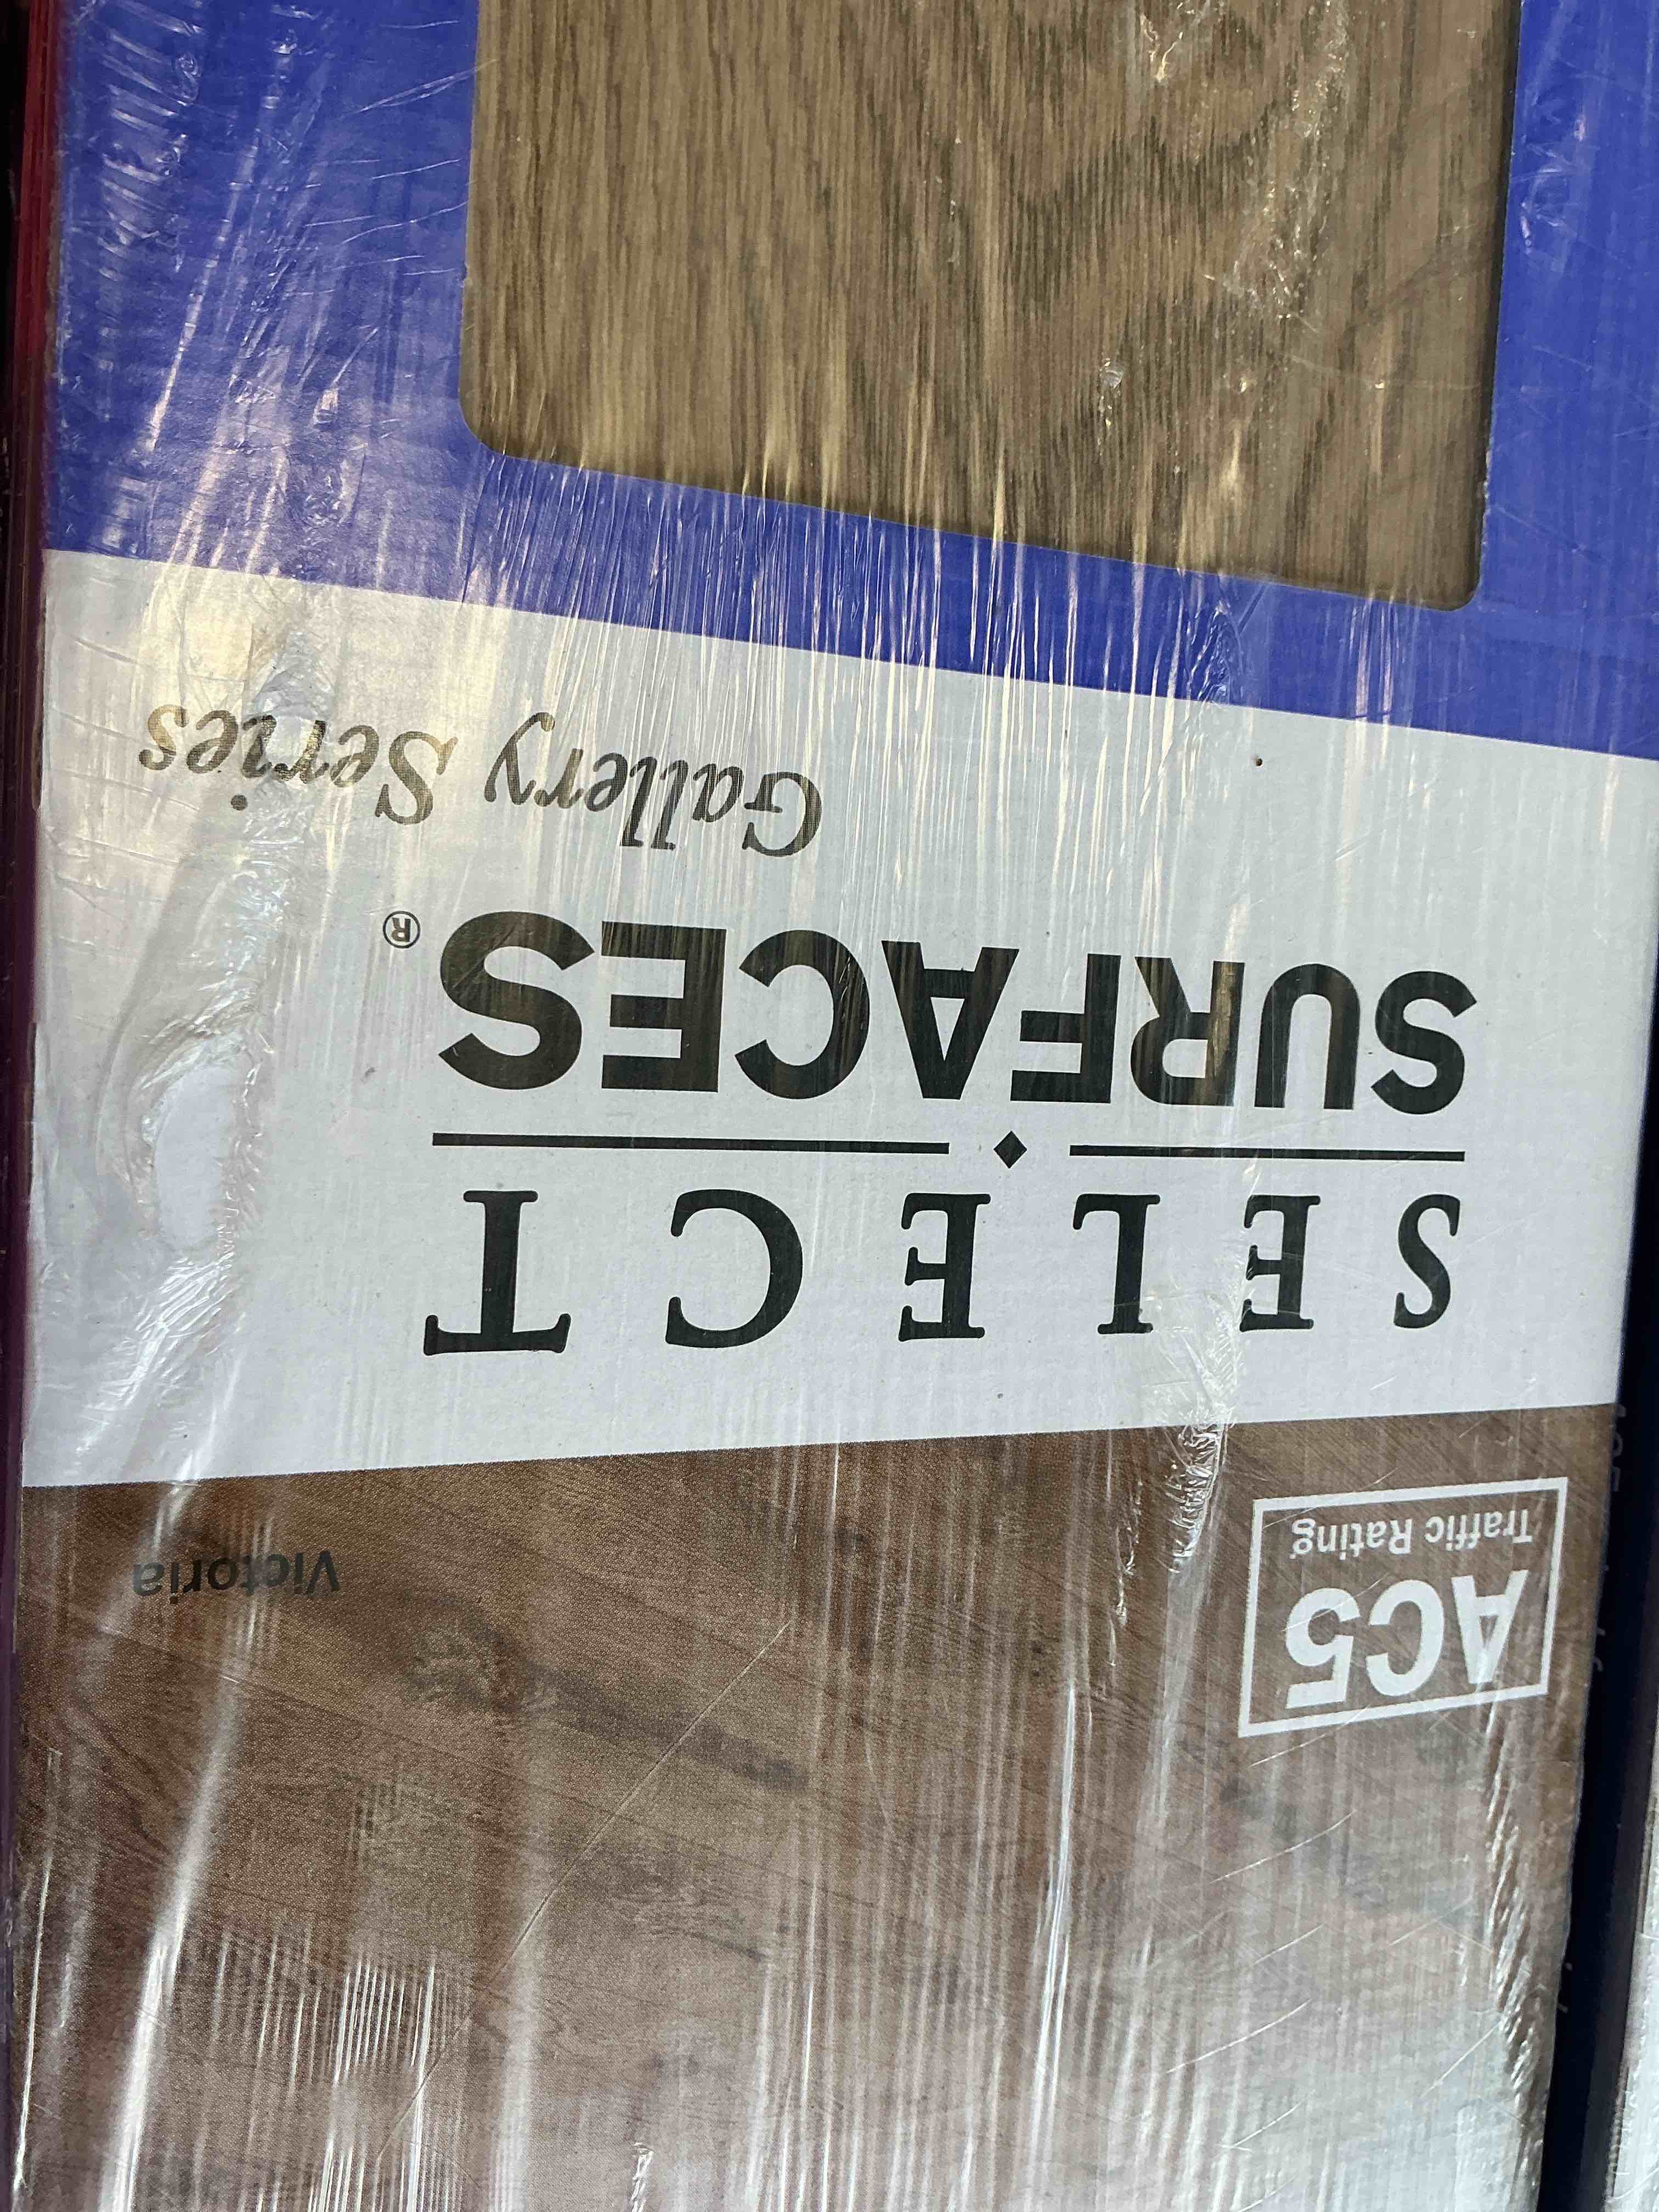 Victoria
AC5
Traffic Rating
SELECT
SURFACES®
Gallery Series